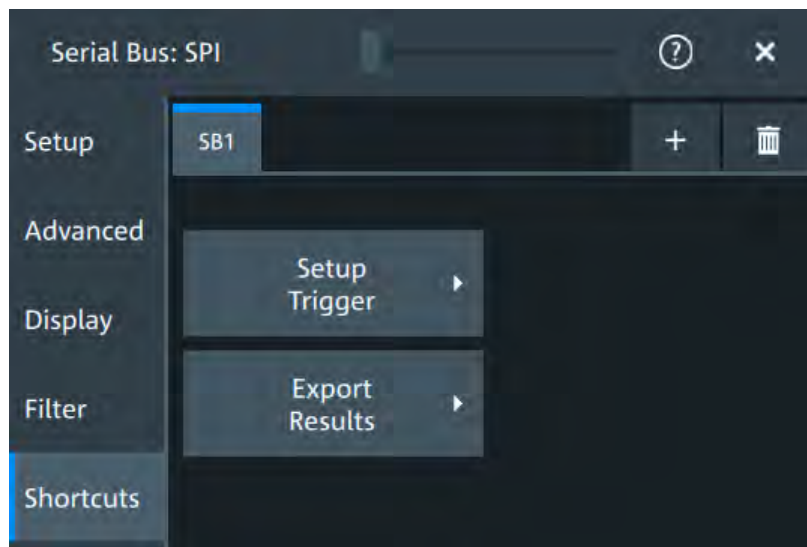 Serial Bus: SPI
?
×
Setup
SB1
+
Advanced
Setup
Trigger
Display
Export
Results
Filter
Shortcuts